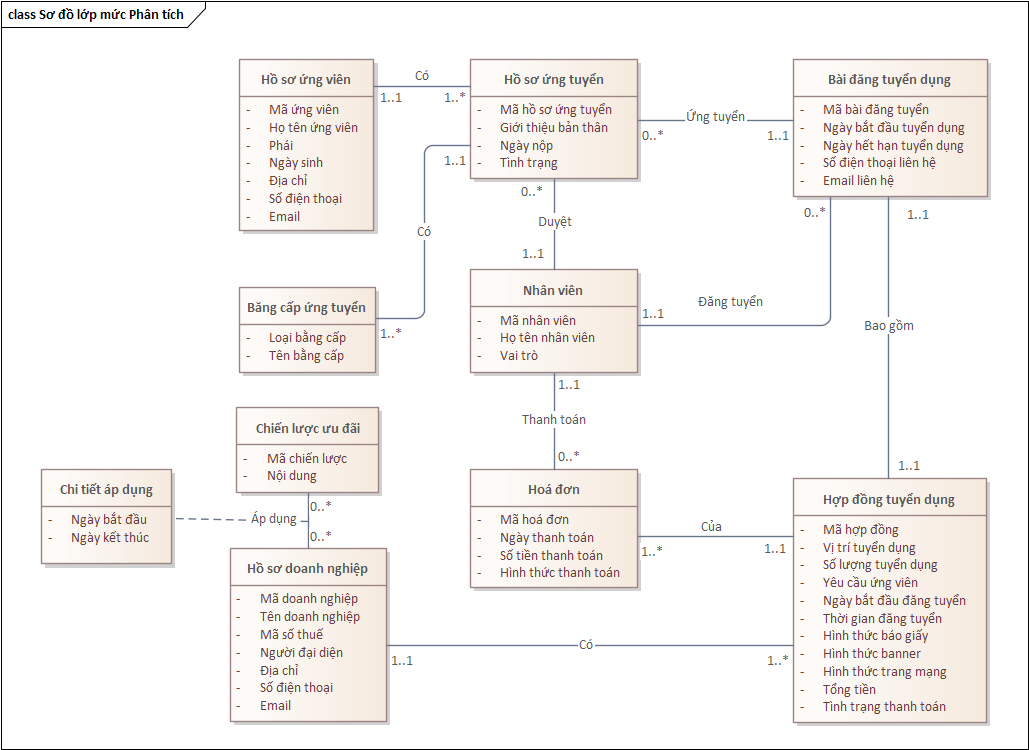 class Sơ đồ lớp mức Phân tích
Hồ sơ ứng viên
- Mã ứng viên
- Họ tên ứng viên
- Phái
- Ngày sinh
- Địa chỉ
- Số điện thoại
- Email
Có
1..1
1..*
Hồ sơ ứng tuyển
- Mã hồ sơ ứng tuyển
- Giới thiệu bản thân
- Ngày nộp
- Tình trạng
Ứng tuyển
0..*
1..1
Bài đăng tuyển dụng
- Mã bài đăng tuyển
- Ngày bắt đầu tuyển dụng
- Ngày hết hạn tuyển dụng
- Số điện thoại liên hệ
- Email liên hệ
1..1
Có
1..*
Băng cấp ứng tuyển
- Loại bằng cấp
- Tên bằng cấp
0..*
Duyệt
1..1
Nhân viên
- Mã nhân viên
- Họ tên nhân viên
- Vai trò
0..*
Đăng tuyển
1..1
1..1
Bao gồm
1..1
1..1
Thanh toán
0..*
Chiến lược ưu đãi
- Mã chiến lược
- Nội dung
Chi tiết áp dụng
- Ngày bắt đầu
- Ngày kết thúc
0..*
Áp dụng
0..*
Hoá đơn
- Mã hoá đơn
- Ngày thanh toán
- Số tiền thanh toán
- Hình thức thanh toán
Của
1..*
1..1
Hợp đồng tuyển dụng
- Mã hợp đồng
- Vị trí tuyển dụng
- Số lượng tuyển dụng
- Yêu cầu ứng viên
- Ngày bắt đầu đăng tuyển
- Thời gian đăng tuyển
- Hình thức báo giấy
- Hình thức banner
- Hình thức trang mạng
- Tổng tiền
- Tình trạng thanh toán
Hồ sơ doanh nghiệp
- Mã doanh nghiệp
- Tên doanh nghiệp
- Mã số thuế
- Người đại diện
- Địa chỉ
- Số điện thoại
- Email
Có
1..1
1..*